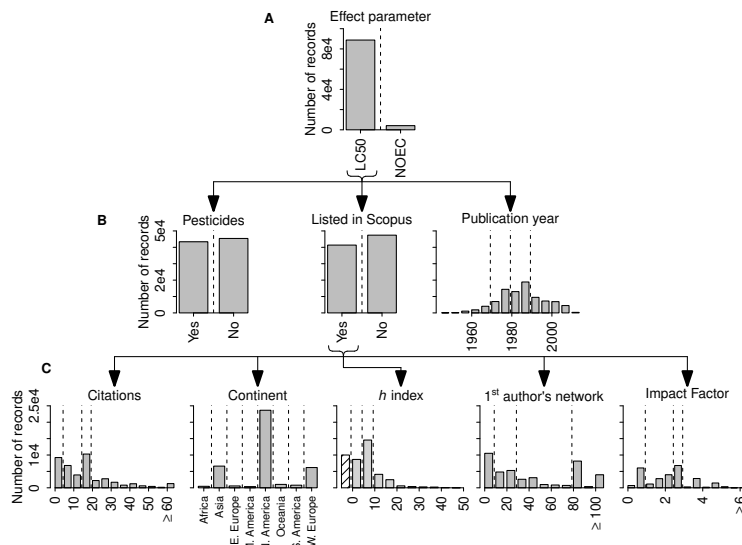 A
Effect parameter
Number of records
0 4e4 8e4
LC50 NOEC
B
Pesticides Listed in Scopus Publication year
Number of records
0 2e4 5e4
Yes No Yes No 1960 1980 2000
C
Citations Continent h index 1st author's network Impact Factor
Number of records
0 1e4 2.5e4
0 10 20 30 40 50 ≥ 60
Africa Asia E. Europe America America Oceania America W. Europe
0 10 20 30 40 50
0 20 40 60 80 ≥ 100
0 2 4 ≥ 6